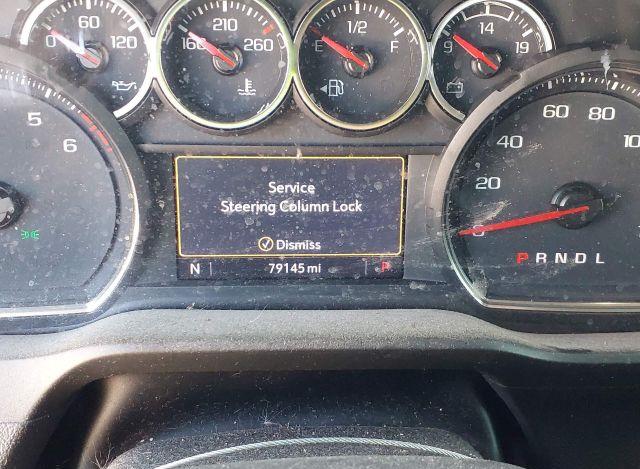 0 60 120
160 210 260
E 1/2 F
9 14 19
5
6
20 40 60 80
Service
Steering Column Lock
Dismiss
N 79145 mi P
P R N D L